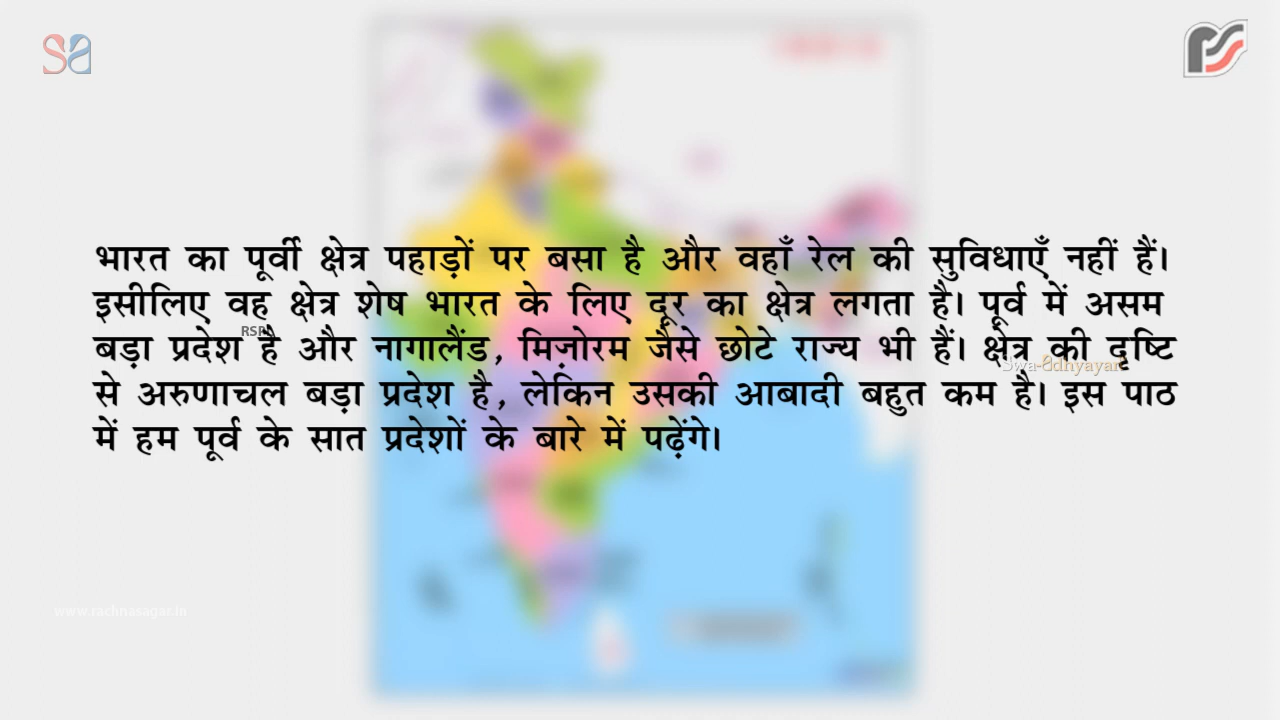 भारत का पूर्वी क्षेत्र पहाड़ों पर बसा है और वहाँ रेल की सुविधाएँ नहीं हैं।
इसीलिए वह क्षेत्र शेष भारत के लिए दूर का क्षेत्र लगता है। पूर्व में असम
बड़ा प्रदेश है और नागालैंड, मिज़ोरम जैसे छोटे राज्य भी हैं। क्षेत्र की दृष्टि
से अरुणाचल बड़ा प्रदेश है, लेकिन उसकी आबादी बहुत कम है। इस पाठ
में हम पूर्व के सात प्रदेशों के बारे में पढ़ेंगे।
www.rachnasagar.in